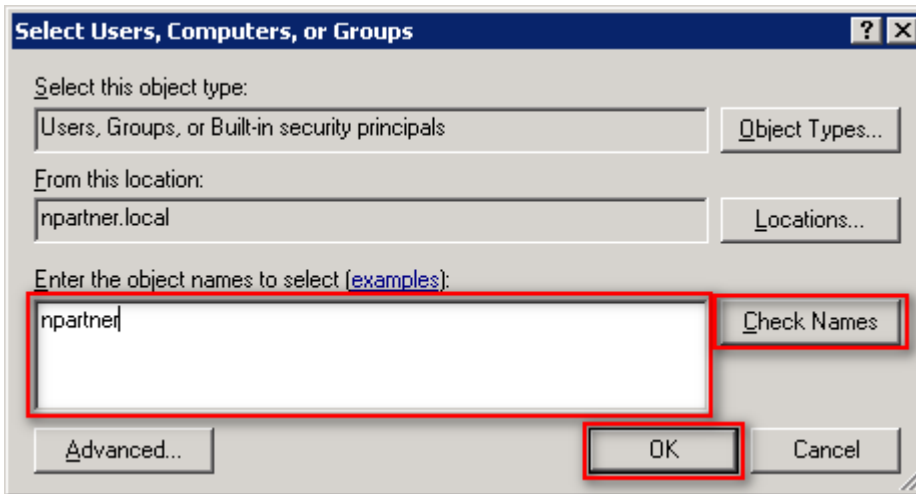 Select Users, Computers, or Groups
Select this object type:
Users, Groups, or Built-in security principals
Object Types...
From this location:
npartner.local
Locations...
Enter the object names to select (examples):
npartner
Check Names
Advanced...
OK
Cancel